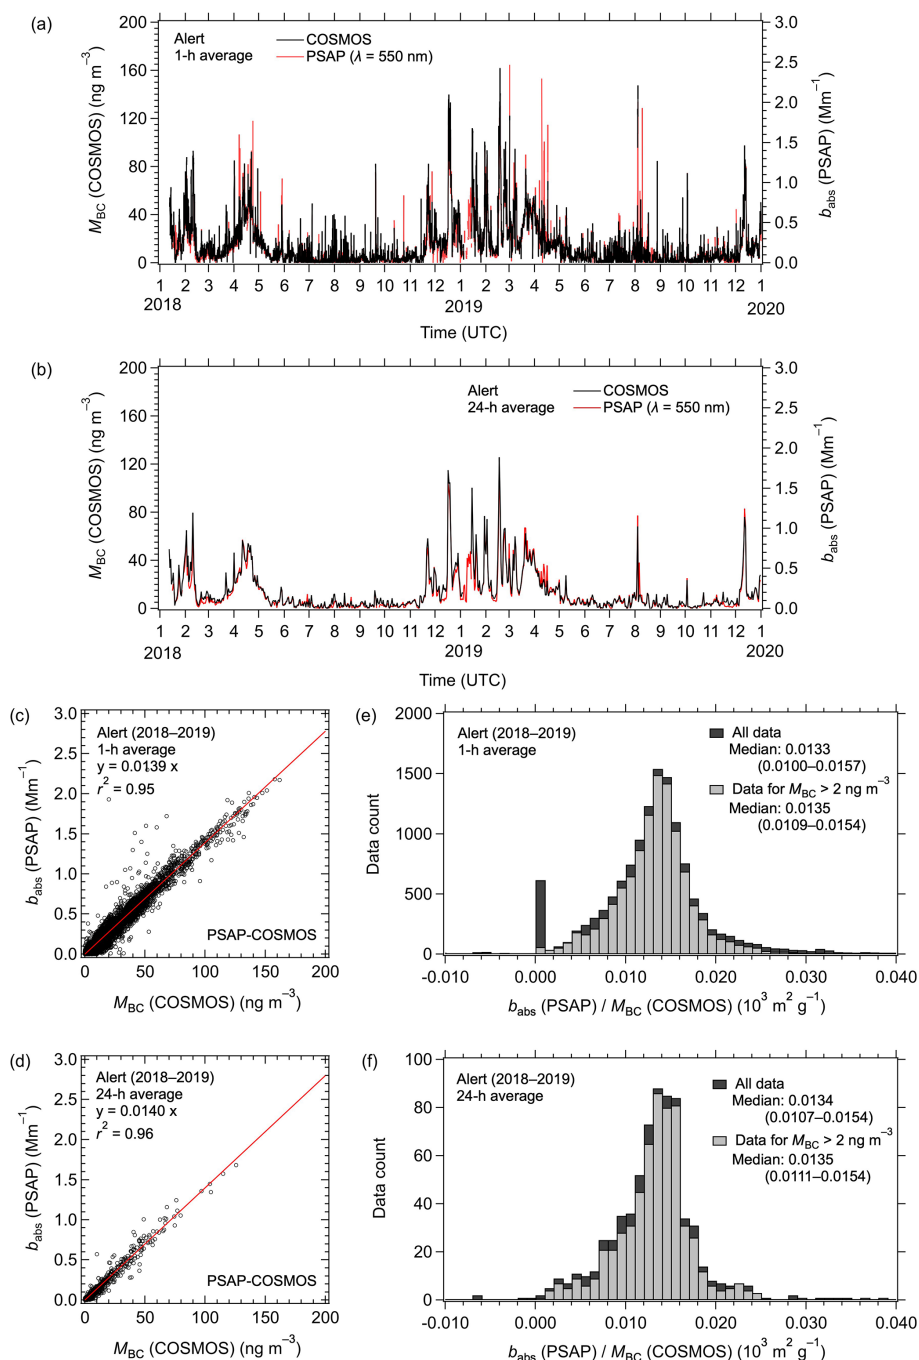 (a)
Alert
1-h average
COSMOS
PSAP (λ = 550 nm)
M_BC (COSMOS) (ng m⁻³)
b_abs (PSAP) (Mm⁻¹)
200
160
120
80
40
0
3.0
2.5
2.0
1.5
1.0
0.5
0.0
1 2 3 4 5 6 7 8 9 10 11 12 1 2 3 4 5 6 7 8 9 10 11 12 1
2018 2019 2020
Time (UTC)
(b)
Alert
24-h average
COSMOS
PSAP (λ = 550 nm)
M_BC (COSMOS) (ng m⁻³)
b_abs (PSAP) (Mm⁻¹)
200
160
120
80
40
0
3.0
2.5
2.0
1.5
1.0
0.5
0.0
1 2 3 4 5 6 7 8 9 10 11 12 1 2 3 4 5 6 7 8 9 10 11 12 1
2018 2019 2020
Time (UTC)
(c)
Alert (2018–2019)
1-h average
y = 0.0139 x
r² = 0.95
PSAP-COSMOS
b_abs (PSAP) (Mm⁻¹)
3.0
2.5
2.0
1.5
1.0
0.5
0.0
0 50 100 150 200
M_BC (COSMOS) (ng m⁻³)
(e)
Alert (2018–2019)
1-h average
All data
Median: 0.0133
(0.0100–0.0157)
Data for M_BC > 2 ng m⁻³
Median: 0.0135
(0.0109–0.0154)
Data count
2000
1500
1000
500
0
-0.010 0.000 0.010 0.020 0.030 0.040
b_abs (PSAP) / M_BC (COSMOS) (10³ m² g⁻¹)
(d)
Alert (2018–2019)
24-h average
y = 0.0140 x
r² = 0.96
PSAP-COSMOS
b_abs (PSAP) (Mm⁻¹)
3.0
2.5
2.0
1.5
1.0
0.5
0.0
0 50 100 150 200
M_BC (COSMOS) (ng m⁻³)
(f)
Alert (2018–2019)
24-h average
All data
Median: 0.0134
(0.0107–0.0154)
Data for M_BC > 2 ng m⁻³
Median: 0.0135
(0.0111–0.0154)
Data count
100
80
60
40
20
0
-0.010 0.000 0.010 0.020 0.030 0.040
b_abs (PSAP) / M_BC (COSMOS) (10³ m² g⁻¹)